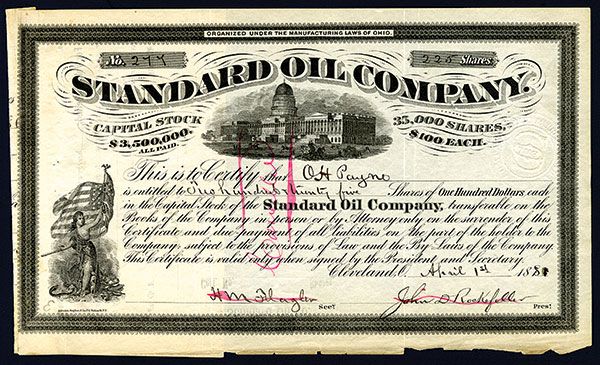 ORGANIZED UNDER THE MANUFACTURING LAWS OF OHIO.
No. 277
225 Shares
STANDARD OIL COMPANY.
CAPITAL STOCK
$3,500,000.
ALL PAID.
35,000 SHARES,
$100 EACH.
This is to Certify that O H Payne
is entitled to One hundred & twenty five Shares of ONE HUNDRED DOLLARS, each
in the Capital Stock of the Standard Oil Company, transferable on the
Books of the Company in person or by Attorney only on the surrender of this
Certificate and due payment of all liabilities on the part of the holder to the
Company, subject to the provisions of Law and the By Laws of the Company.
This Certificate is valid only when signed by the President and Secretary.
Cleveland, O. April 1st 1881
H M Flagler Secy
John D Rockefeller Prest